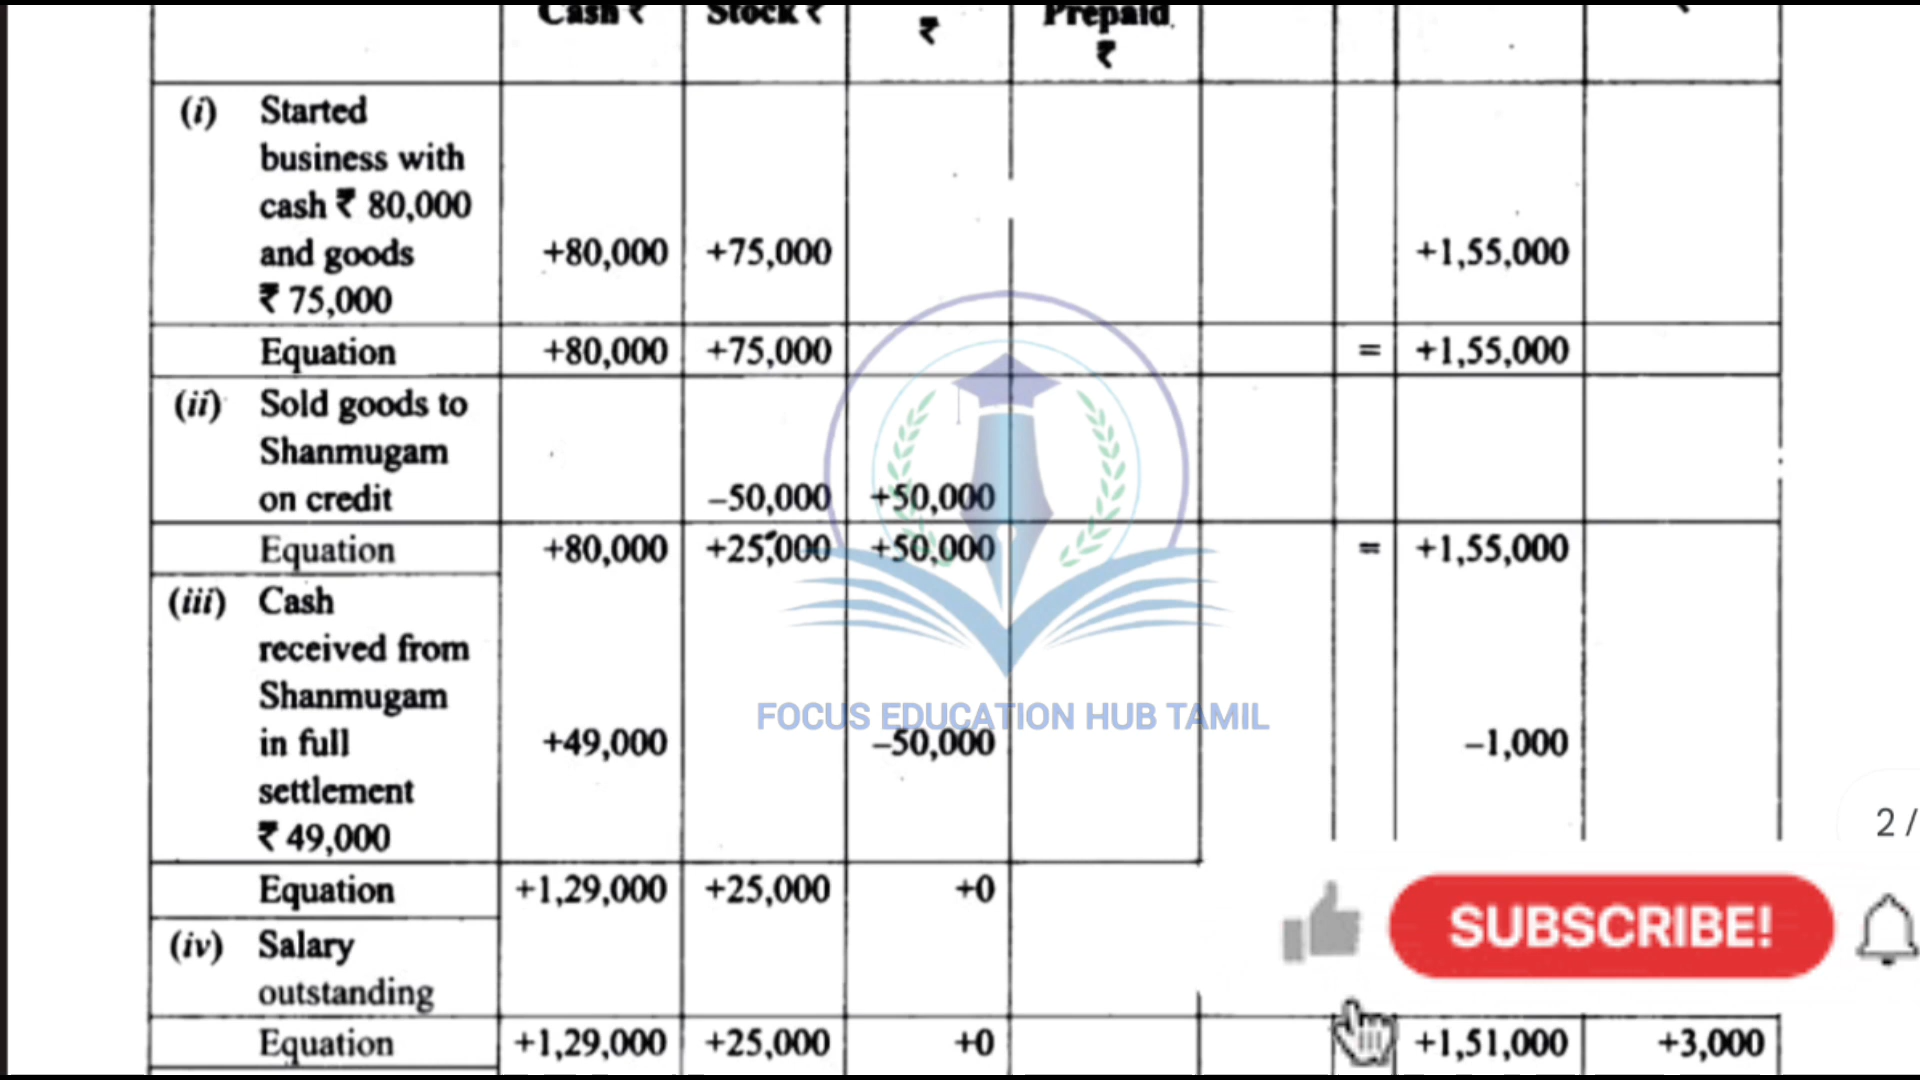 Cash ₹ Stock ₹ ₹ Prepaid ₹
(i) Started
business with
cash ₹ 80,000
and goods +80,000 +75,000 +1,55,000
₹ 75,000
Equation +80,000 +75,000 = +1,55,000
(ii) Sold goods to
Shanmugam
on credit –50,000 +50,000
Equation +80,000 +25,000 +50,000 = +1,55,000
(iii) Cash
received from
Shanmugam
in full +49,000 –50,000 –1,000
settlement
₹ 49,000
Equation +1,29,000 +25,000 +0
(iv) Salary
outstanding
Equation +1,29,000 +25,000 +0 +1,51,000 +3,000
FOCUS EDUCATION HUB TAMIL
2 /
SUBSCRIBE!